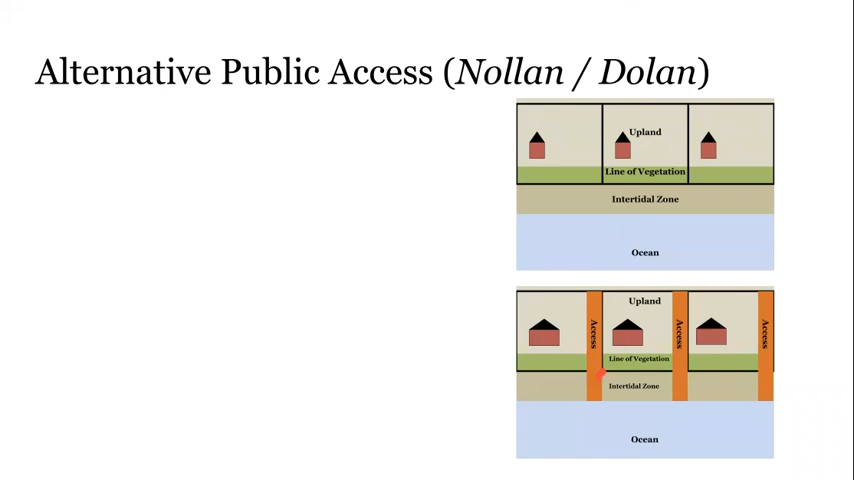 Alternative Public Access (Nollan / Dolan)
Upland
Line of Vegetation
Intertidal Zone
Ocean
Upland
Access
Access
Access
Line of Vegetation
Intertidal Zone
Ocean